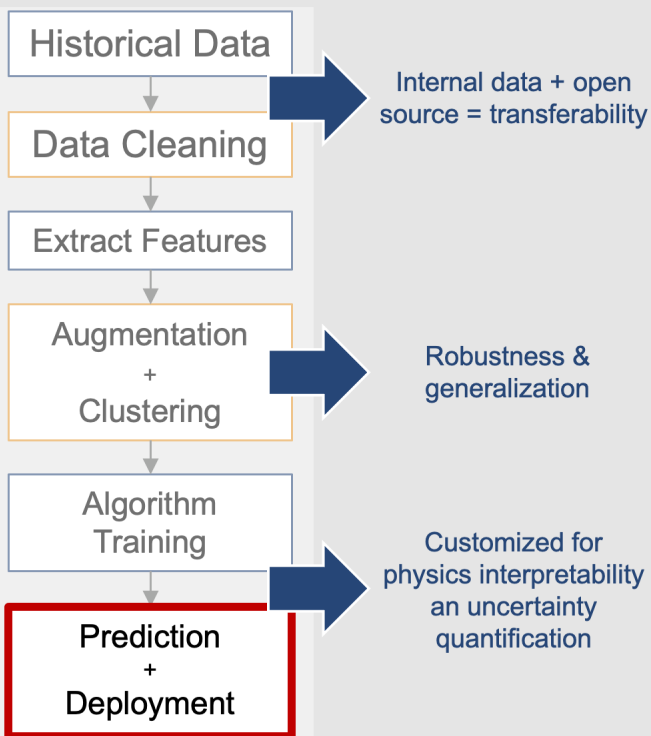 Historical Data
Internal data + open
source = transferability
Data Cleaning
Extract Features
Augmentation
+
Clustering
Robustness &
generalization
Algorithm
Training
Customized for
physics interpretability
an uncertainty
quantification
Prediction
+
Deployment